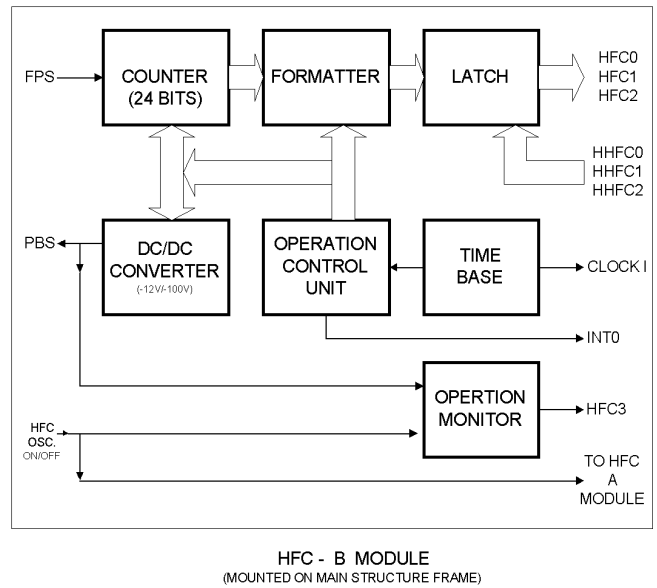 FPS
COUNTER
(24 BITS)
FORMATTER
LATCH
HFC0
HFC1
HFC2
HHFC0
HHFC1
HHFC2
PBS
DC/DC
CONVERTER
(-12V/-100V)
OPERATION
CONTROL
UNIT
TIME
BASE
CLOCK I
INT0
OPERTION
MONITOR
HFC3
HFC
OSC.
ON/OFF
TO HFC
A
MODULE
HFC - B MODULE
(MOUNTED ON MAIN STRUCTURE FRAME)